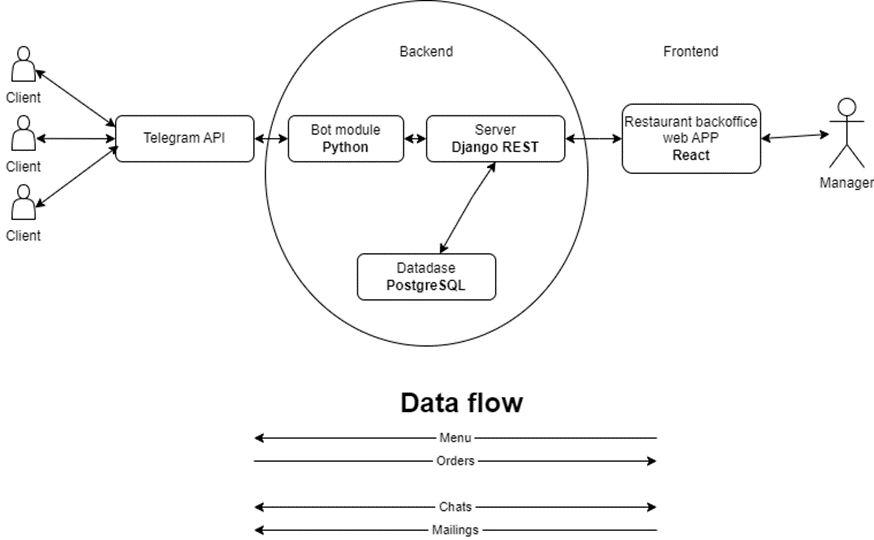 Backend
Frontend
Client
Client
Client
Telegram API
Bot module
Python
Server
Django REST
Restaurant backoffice
web APP
React
Manager
Datadase
PostgreSQL
Data flow
Menu
Orders
Chats
Mailings